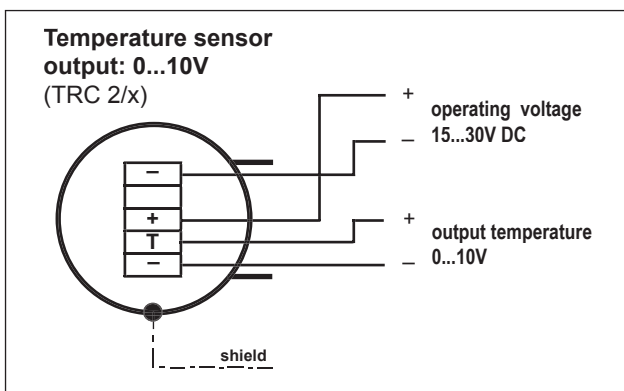 Temperature sensor
output: 0...10V
(TRC 2/x)
–
+
T
–
+
operating voltage
15...30V DC
–
+
output temperature
0...10V
–
shield